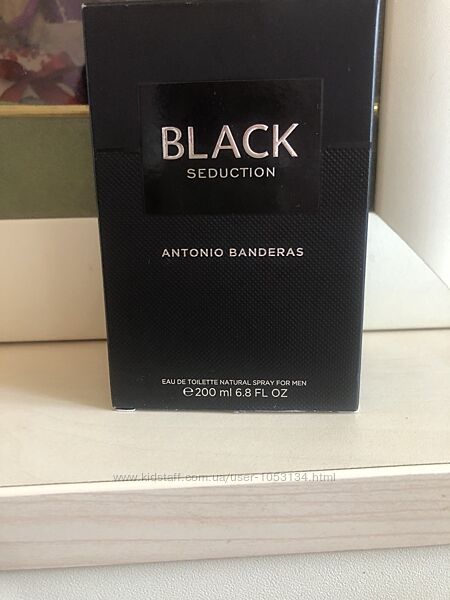 BLACK
SEDUCTION
ANTONIO BANDERAS
EAU DE TOILETTE NATURAL SPRAY FOR MEN
℮200 ml 6.8 FL OZ
www.kidstaff.com.ua/user-1053134.html